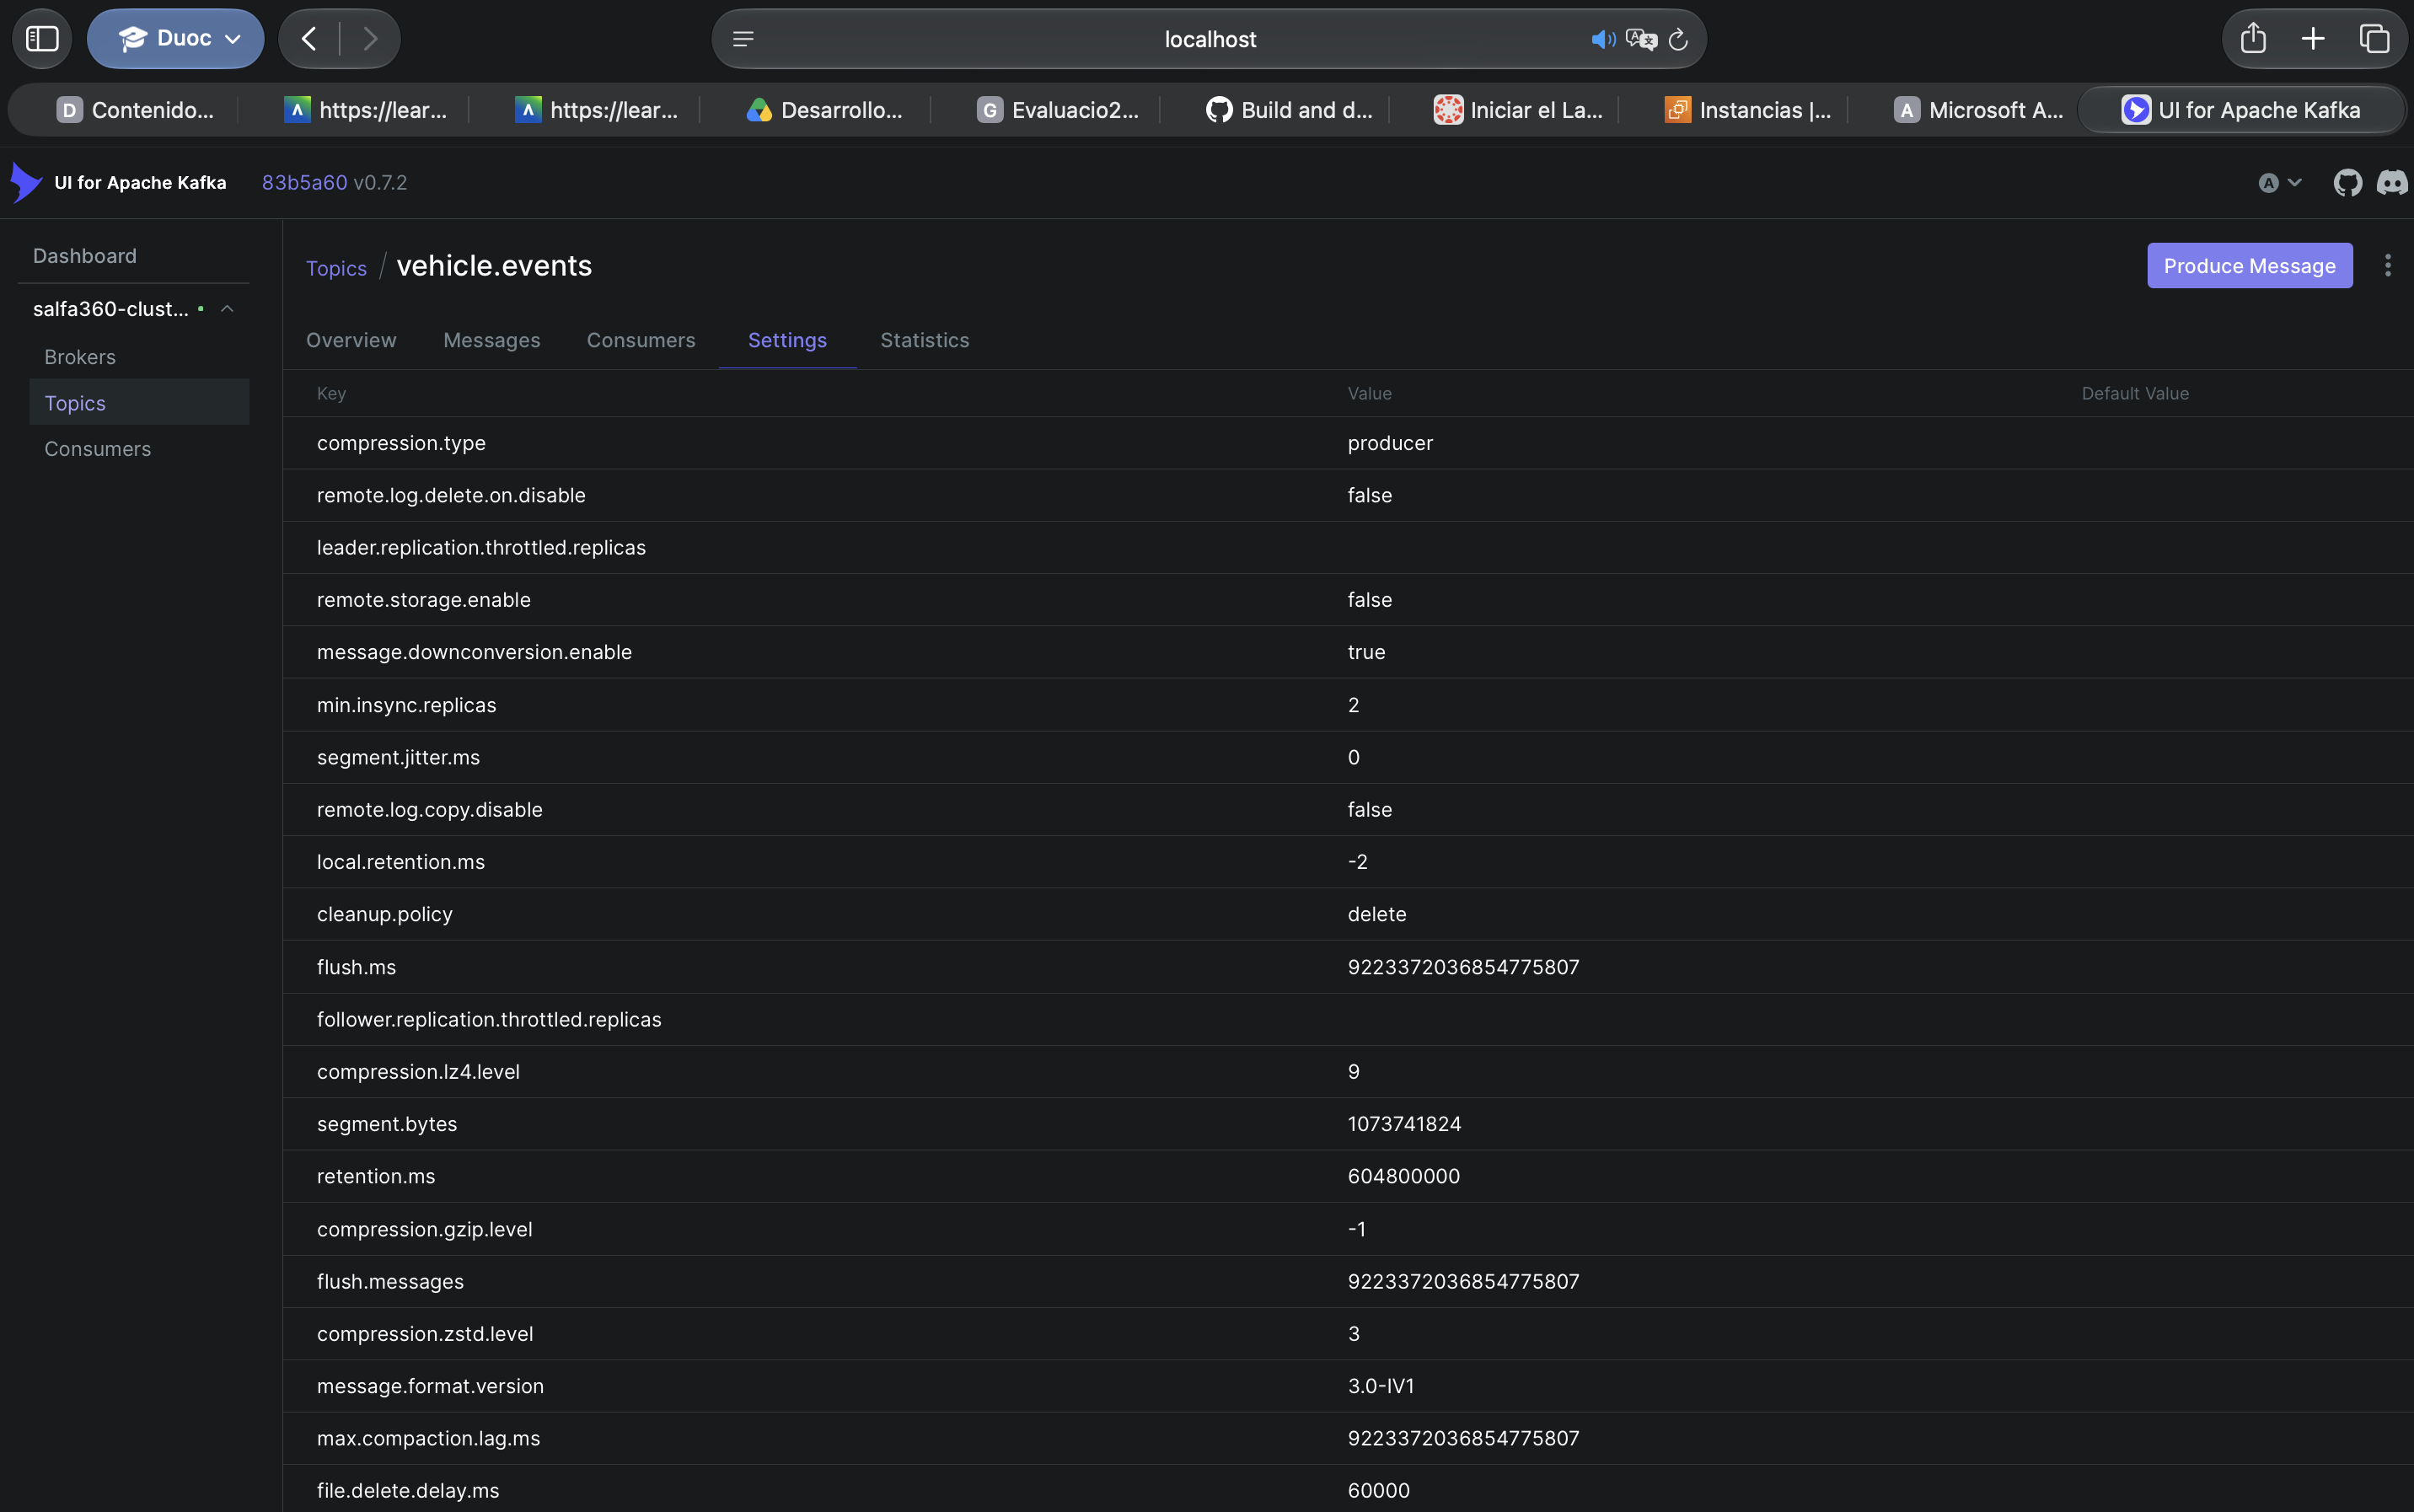 Duoc
localhost
D Contenido...
https://lear...
https://lear...
Desarrollo...
G Evaluacio2...
Build and d...
Iniciar el La...
Instancias |...
A Microsoft A...
UI for Apache Kafka
UI for Apache Kafka 83b5a60 v0.7.2
A
Dashboard
salfa360-clust...
Brokers
Topics
Consumers
Topics / vehicle.events
Produce Message
Overview Messages Consumers Settings Statistics
Key Value Default Value
compression.type producer
remote.log.delete.on.disable false
leader.replication.throttled.replicas
remote.storage.enable false
message.downconversion.enable true
min.insync.replicas 2
segment.jitter.ms 0
remote.log.copy.disable false
local.retention.ms -2
cleanup.policy delete
flush.ms 9223372036854775807
follower.replication.throttled.replicas
compression.lz4.level 9
segment.bytes 1073741824
retention.ms 604800000
compression.gzip.level -1
flush.messages 9223372036854775807
compression.zstd.level 3
message.format.version 3.0-IV1
max.compaction.lag.ms 9223372036854775807
file.delete.delay.ms 60000